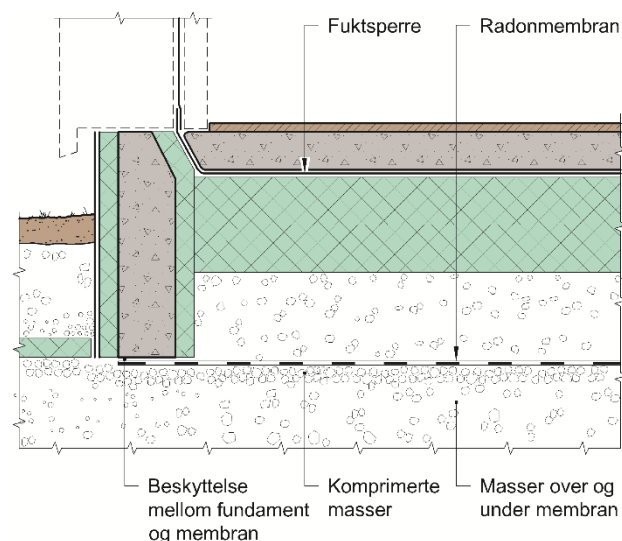 Fuktsperre
Radonmembran
Beskyttelse
mellom fundament
og membran
Komprimerte
masser
Masser over og
under membran